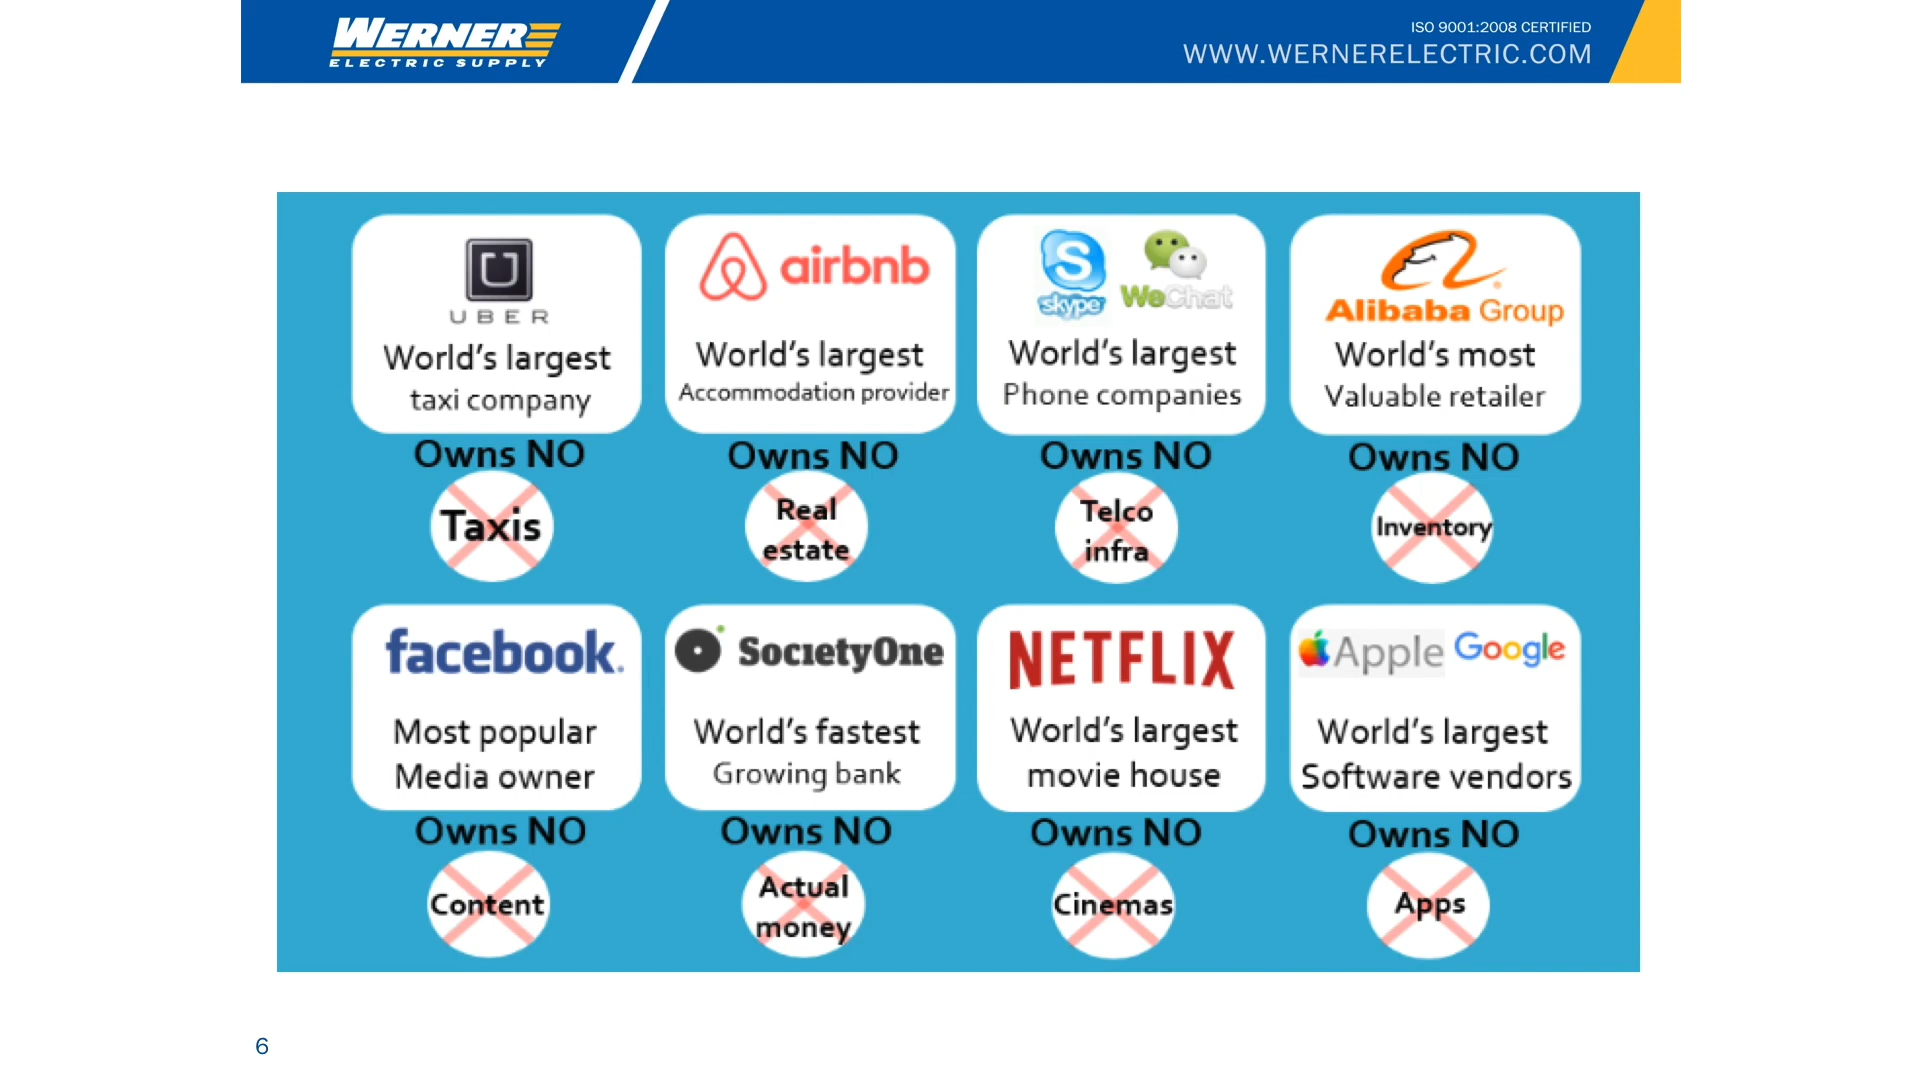 WERNER
ELECTRIC SUPPLY
ISO 9001:2008 CERTIFIED
WWW.WERNERELECTRIC.COM
UBER
World's largest
taxi company
Owns NO
Taxis
airbnb
World's largest
Accommodation provider
Owns NO
Real
estate
skype WeChat
World's largest
Phone companies
Owns NO
Telco
infra
Alibaba Group
World's most
Valuable retailer
Owns NO
Inventory
facebook.
Most popular
Media owner
Owns NO
Content
SocietyOne
World's fastest
Growing bank
Owns NO
Actual
money
NETFLIX
World's largest
movie house
Owns NO
Cinemas
Apple Google
World's largest
Software vendors
Owns NO
Apps
6